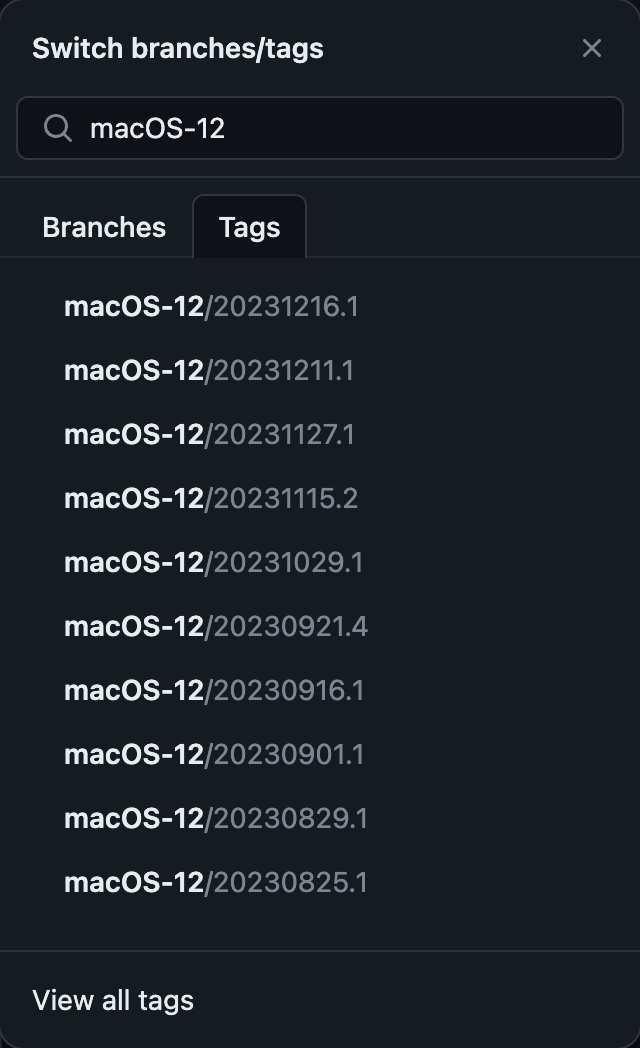 Switch branches/tags
macOS-12
Branches Tags
macOS-12/20231216.1
macOS-12/20231211.1
macOS-12/20231127.1
macOS-12/20231115.2
macOS-12/20231029.1
macOS-12/20230921.4
macOS-12/20230916.1
macOS-12/20230901.1
macOS-12/20230829.1
macOS-12/20230825.1
View all tags